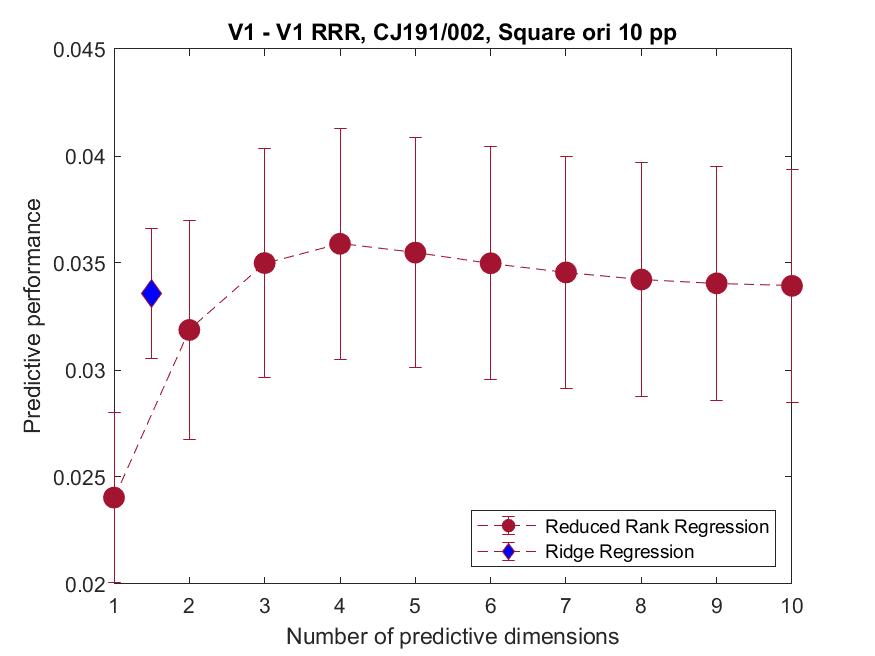 V1 - V1 RRR, CJ191/002, Square ori 10 pp
0.045
0.04
0.035
0.03
0.025
0.02
Predictive performance
1 2 3 4 5 6 7 8 9 10
Number of predictive dimensions
Reduced Rank Regression
Ridge Regression